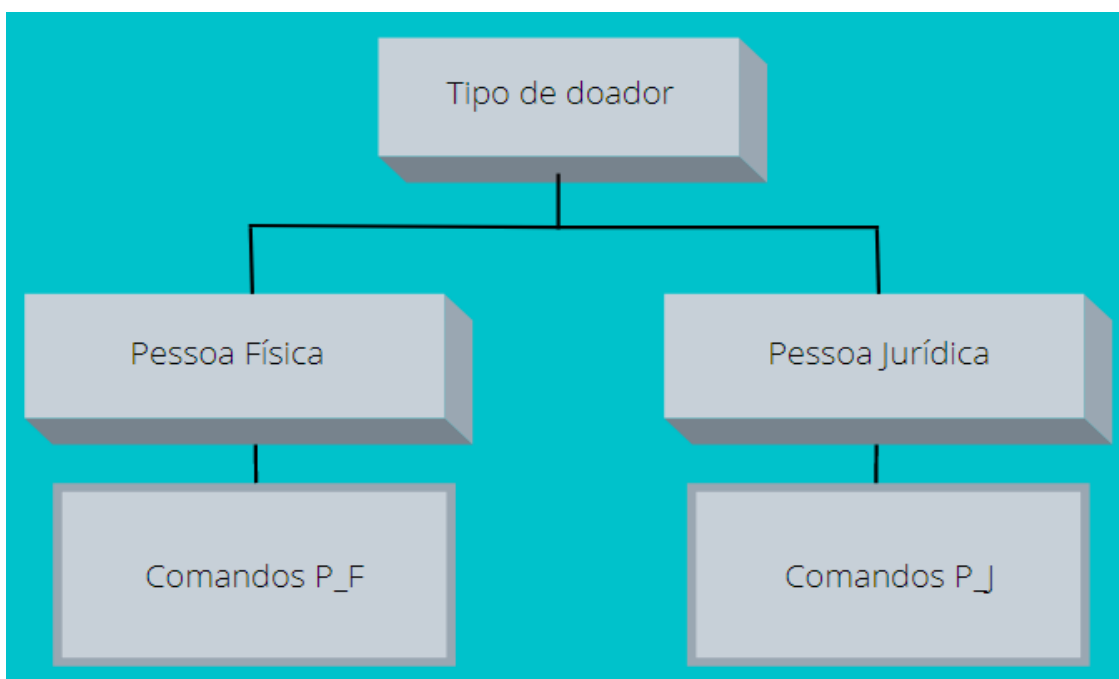 Tipo de doador
Pessoa Física
Pessoa Jurídica
Comandos P_F
Comandos P_J